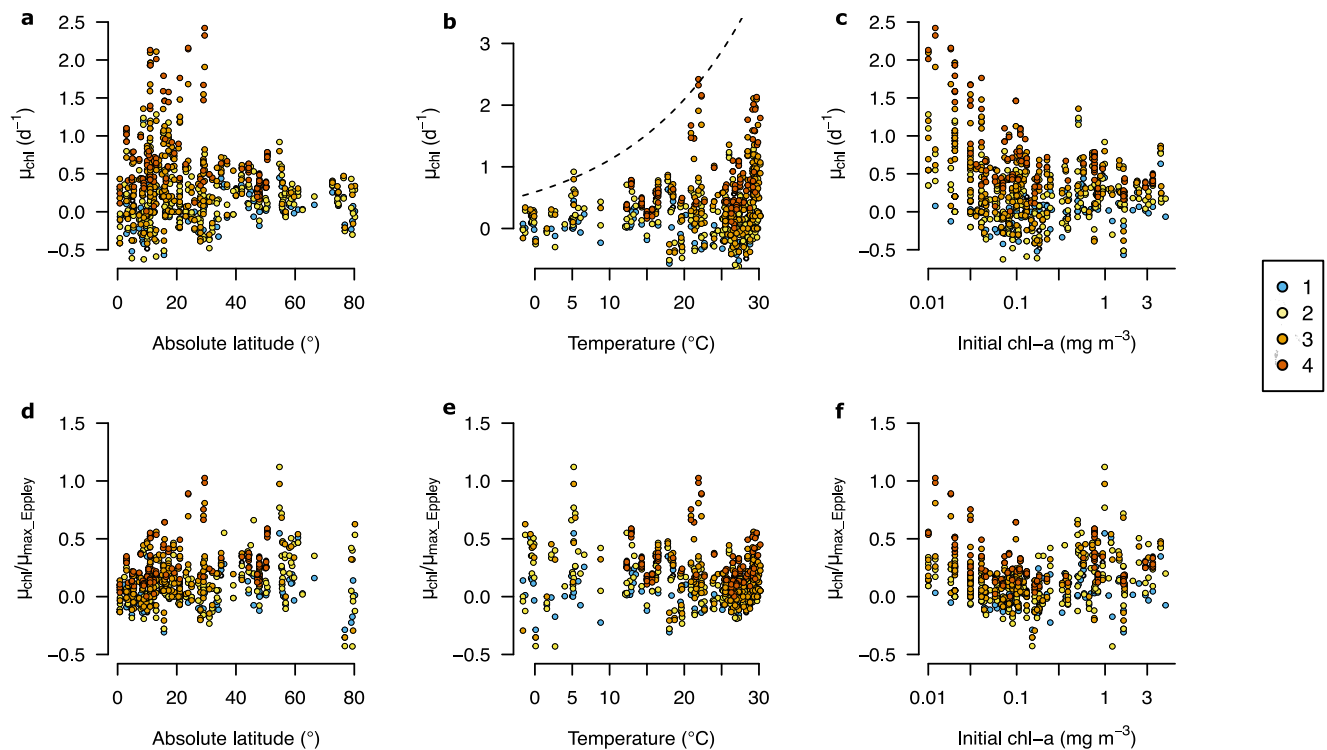 a
2.5
2.0
1.5
1.0
0.5
0.0
−0.5
μchl (d−1)
0 20 40 60 80
Absolute latitude (°)
b
3
2
1
0
μchl (d−1)
0 5 20 30
Temperature (°C)
c
2.5
2.0
1.5
1.0
0.5
0.0
−0.5
μchl (d−1)
0.01 0.1 1 3
Initial chl−a (mg m−3)
1
2
3
4
d
1.5
1.0
0.5
0.0
−0.5
μchl/μmax_Eppley
0 20 40 60 80
Absolute latitude (°)
e
1.5
1.0
0.5
0.0
−0.5
μchl/μmax_Eppley
0 5 20 30
Temperature (°C)
f
1.5
1.0
0.5
0.0
−0.5
μchl/μmax_Eppley
0.01 0.1 1 3
Initial chl−a (mg m−3)